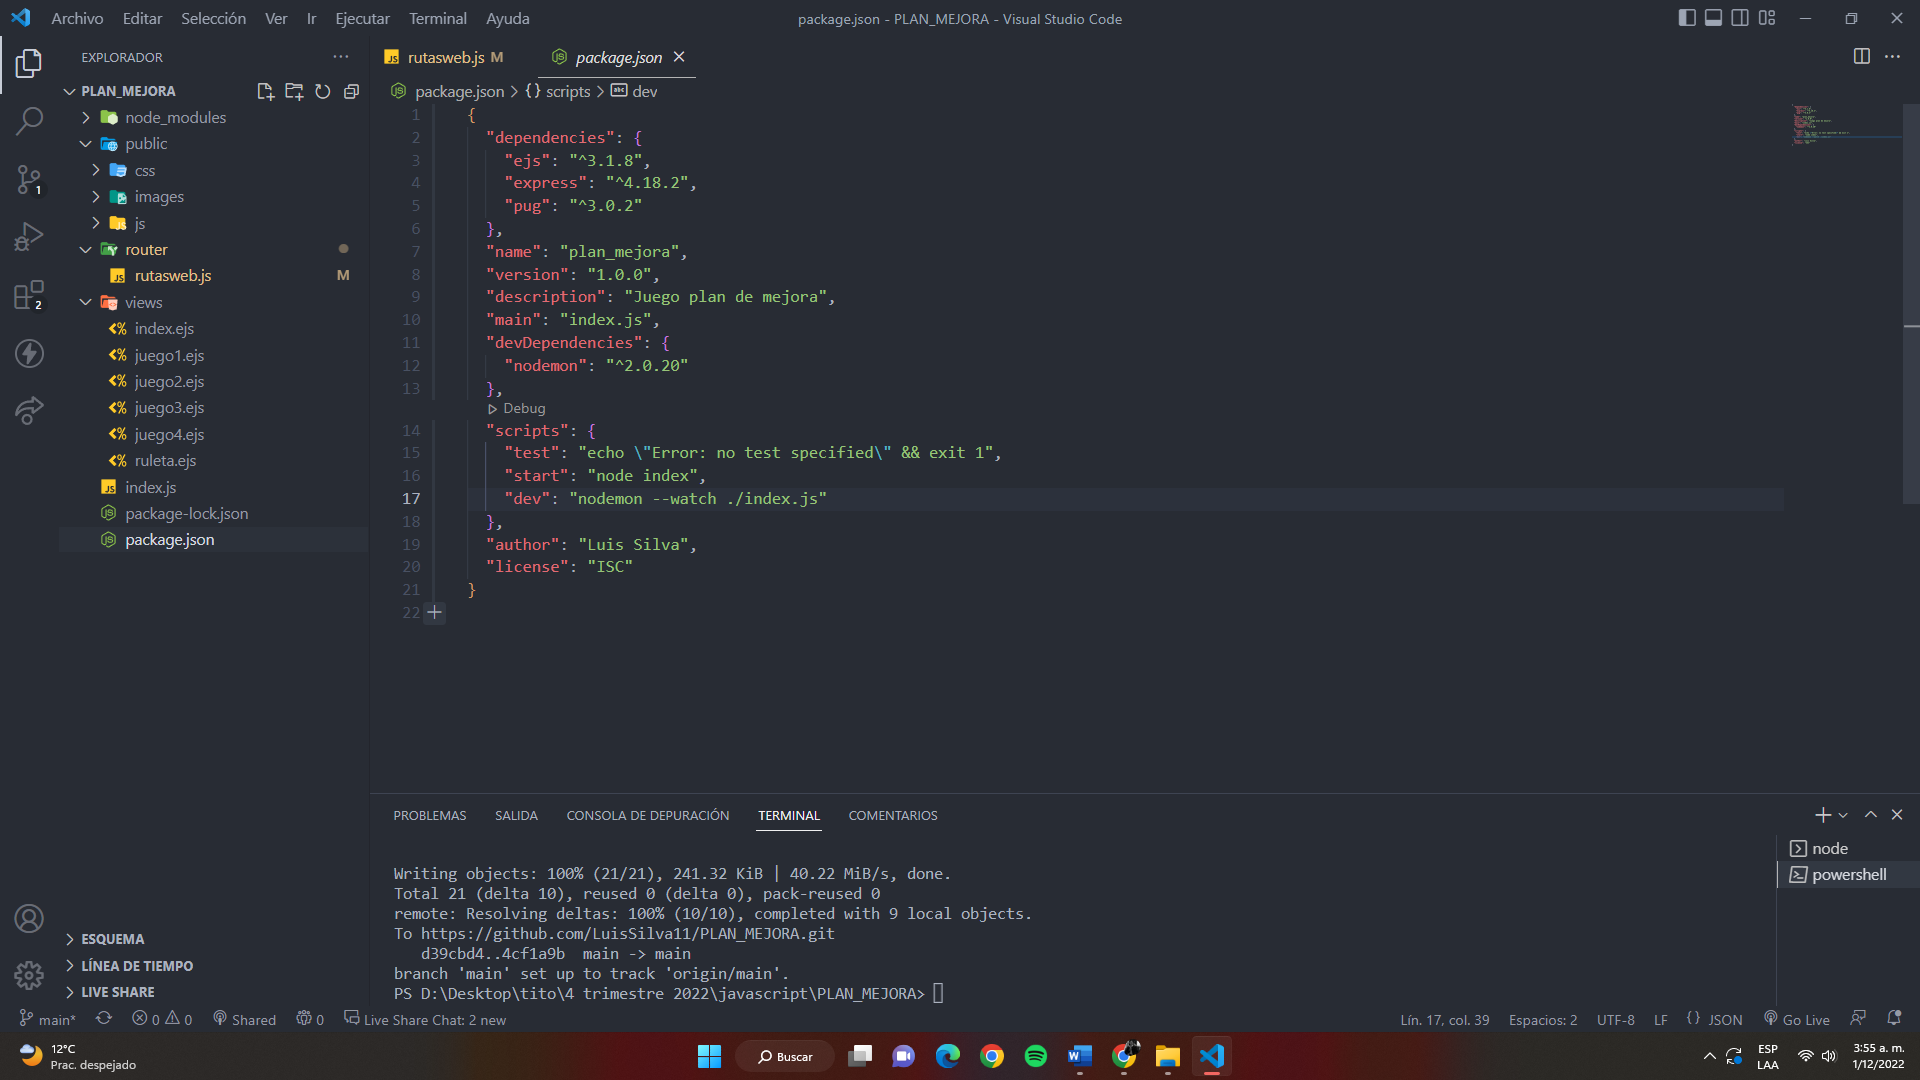 Archivo Editar Selección Ver Ir Ejecutar Terminal Ayuda
package.json - PLAN_MEJORA - Visual Studio Code
EXPLORADOR
PLAN_MEJORA
node_modules
public
css
images
js
router
rutasweb.js M
views
index.ejs
juego1.ejs
juego2.ejs
juego3.ejs
juego4.ejs
ruleta.ejs
index.js
package-lock.json
package.json
ESQUEMA
LÍNEA DE TIEMPO
LIVE SHARE
1
2
rutasweb.js M package.json
package.json > {} scripts > dev
1 {
2 "dependencies": {
3 "ejs": "^3.1.8",
4 "express": "^4.18.2",
5 "pug": "^3.0.2"
6 },
7 "name": "plan_mejora",
8 "version": "1.0.0",
9 "description": "Juego plan de mejora",
10 "main": "index.js",
11 "devDependencies": {
12 "nodemon": "^2.0.20"
13 },
Debug
14 "scripts": {
15 "test": "echo \"Error: no test specified\" && exit 1",
16 "start": "node index",
17 "dev": "nodemon --watch ./index.js"
18 },
19 "author": "Luis Silva",
20 "license": "ISC"
21 }
22
PROBLEMAS SALIDA CONSOLA DE DEPURACIÓN TERMINAL COMENTARIOS
Writing objects: 100% (21/21), 241.32 KiB | 40.22 MiB/s, done.
Total 21 (delta 10), reused 0 (delta 0), pack-reused 0
remote: Resolving deltas: 100% (10/10), completed with 9 local objects.
To https://github.com/LuisSilva11/PLAN_MEJORA.git
d39cbd4..4cf1a9b main -> main
branch 'main' set up to track 'origin/main'.
PS D:\Desktop\tito\4 trimestre 2022\javascript\PLAN_MEJORA>
node
powershell
main* 0 0 Shared 0 Live Share Chat: 2 new
Lín. 17, col. 39 Espacios: 2 UTF-8 LF {} JSON Go Live
12°C
Prac. despejado
Buscar
ESP
LAA
3:55 a. m.
1/12/2022